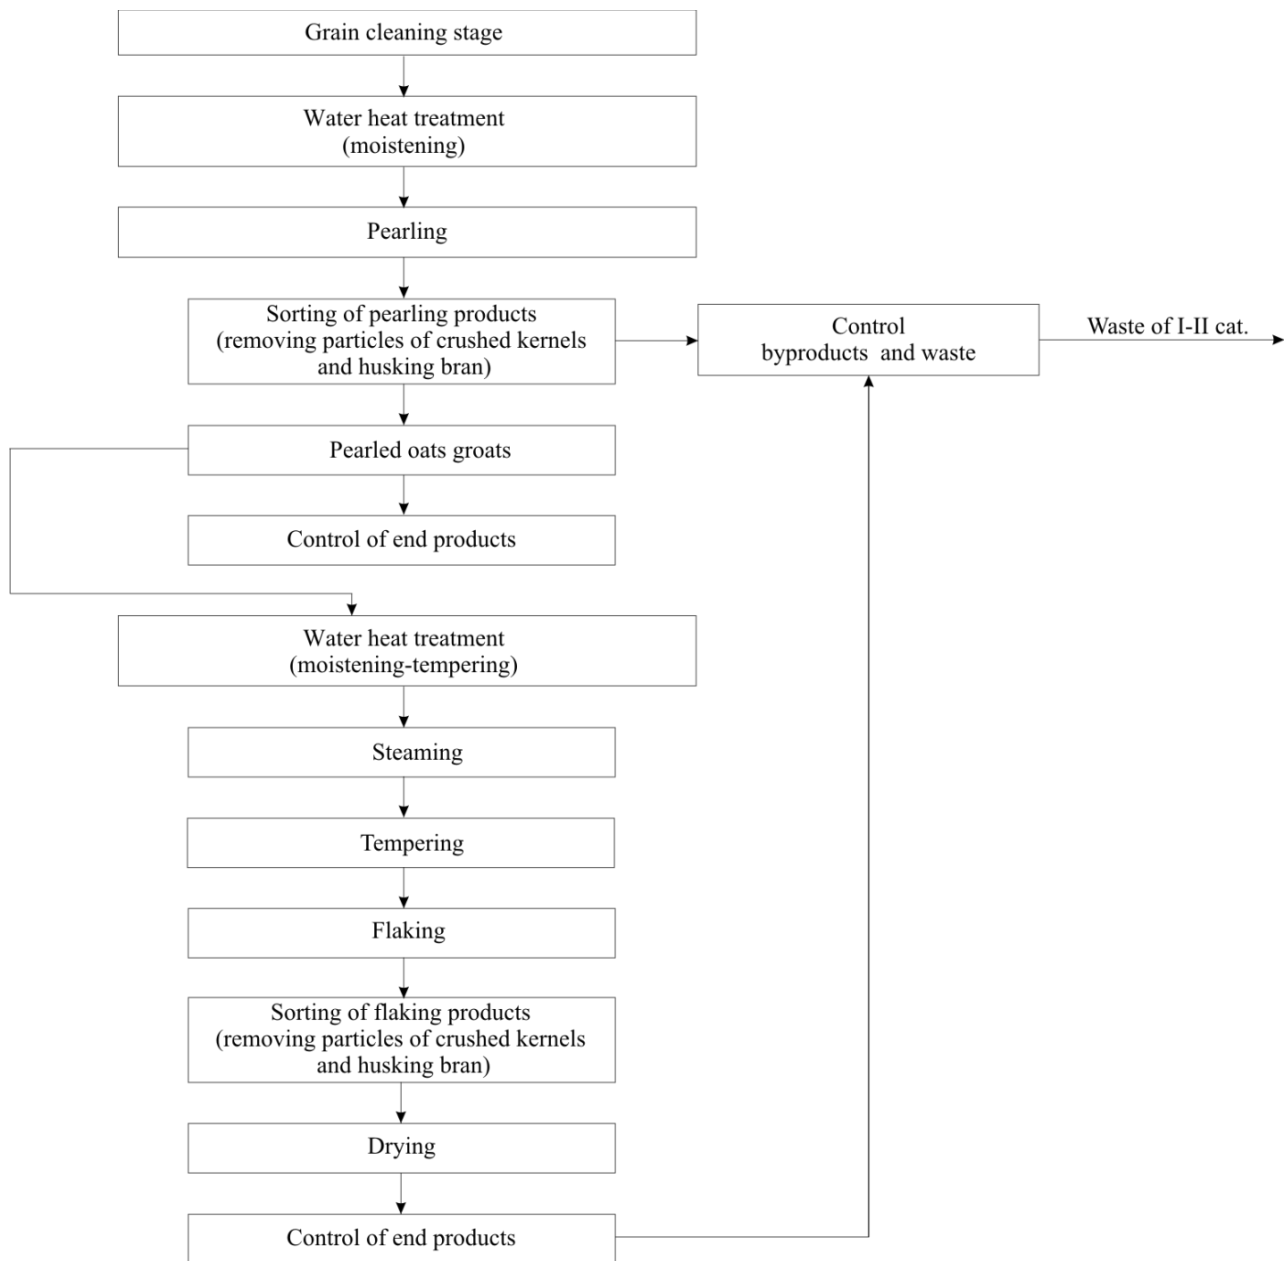 Grain cleaning stage
Water heat treatment
(moistening)
Pearling
Sorting of pearling products
(removing particles of crushed kernels
and husking bran)
Control
byproducts and waste
Waste of I-II cat.
Pearled oats groats
Control of end products
Water heat treatment
(moistening-tempering)
Steaming
Tempering
Flaking
Sorting of flaking products
(removing particles of crushed kernels
and husking bran)
Drying
Control of end products